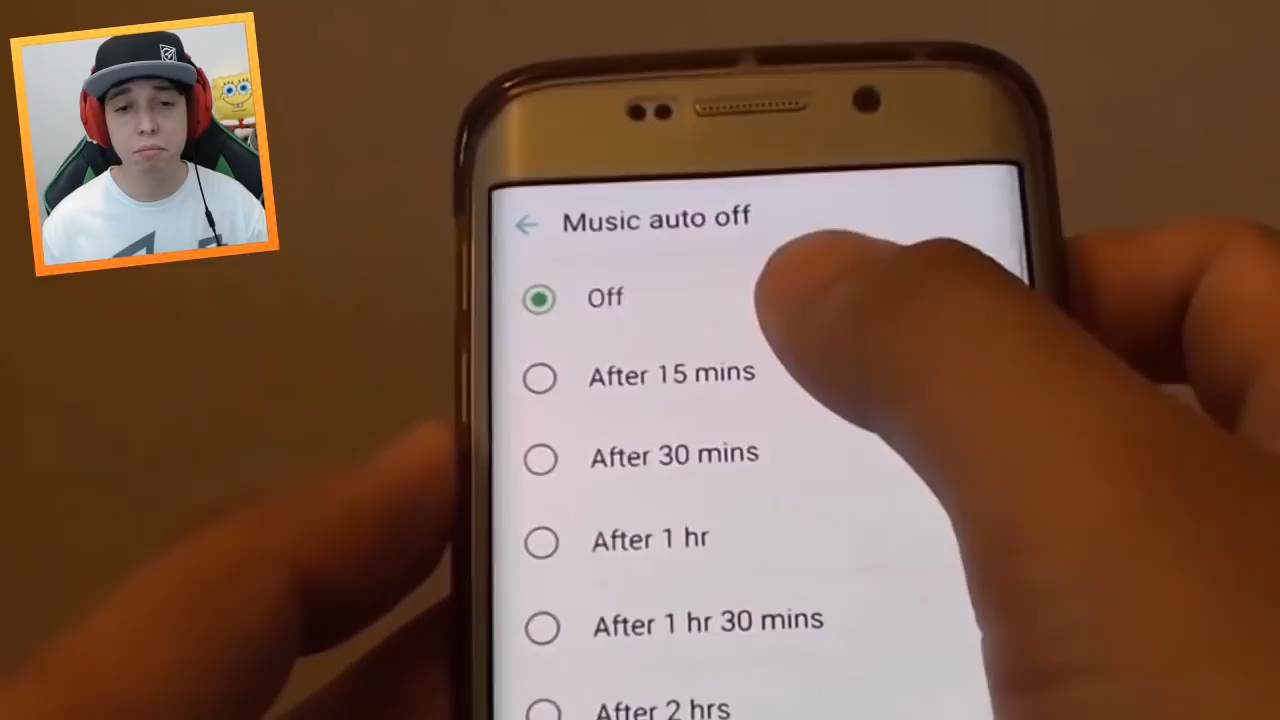 Music auto off
Off
After 15 mins
After 30 mins
After 1 hr
After 1 hr 30 mins
After 2 hrs